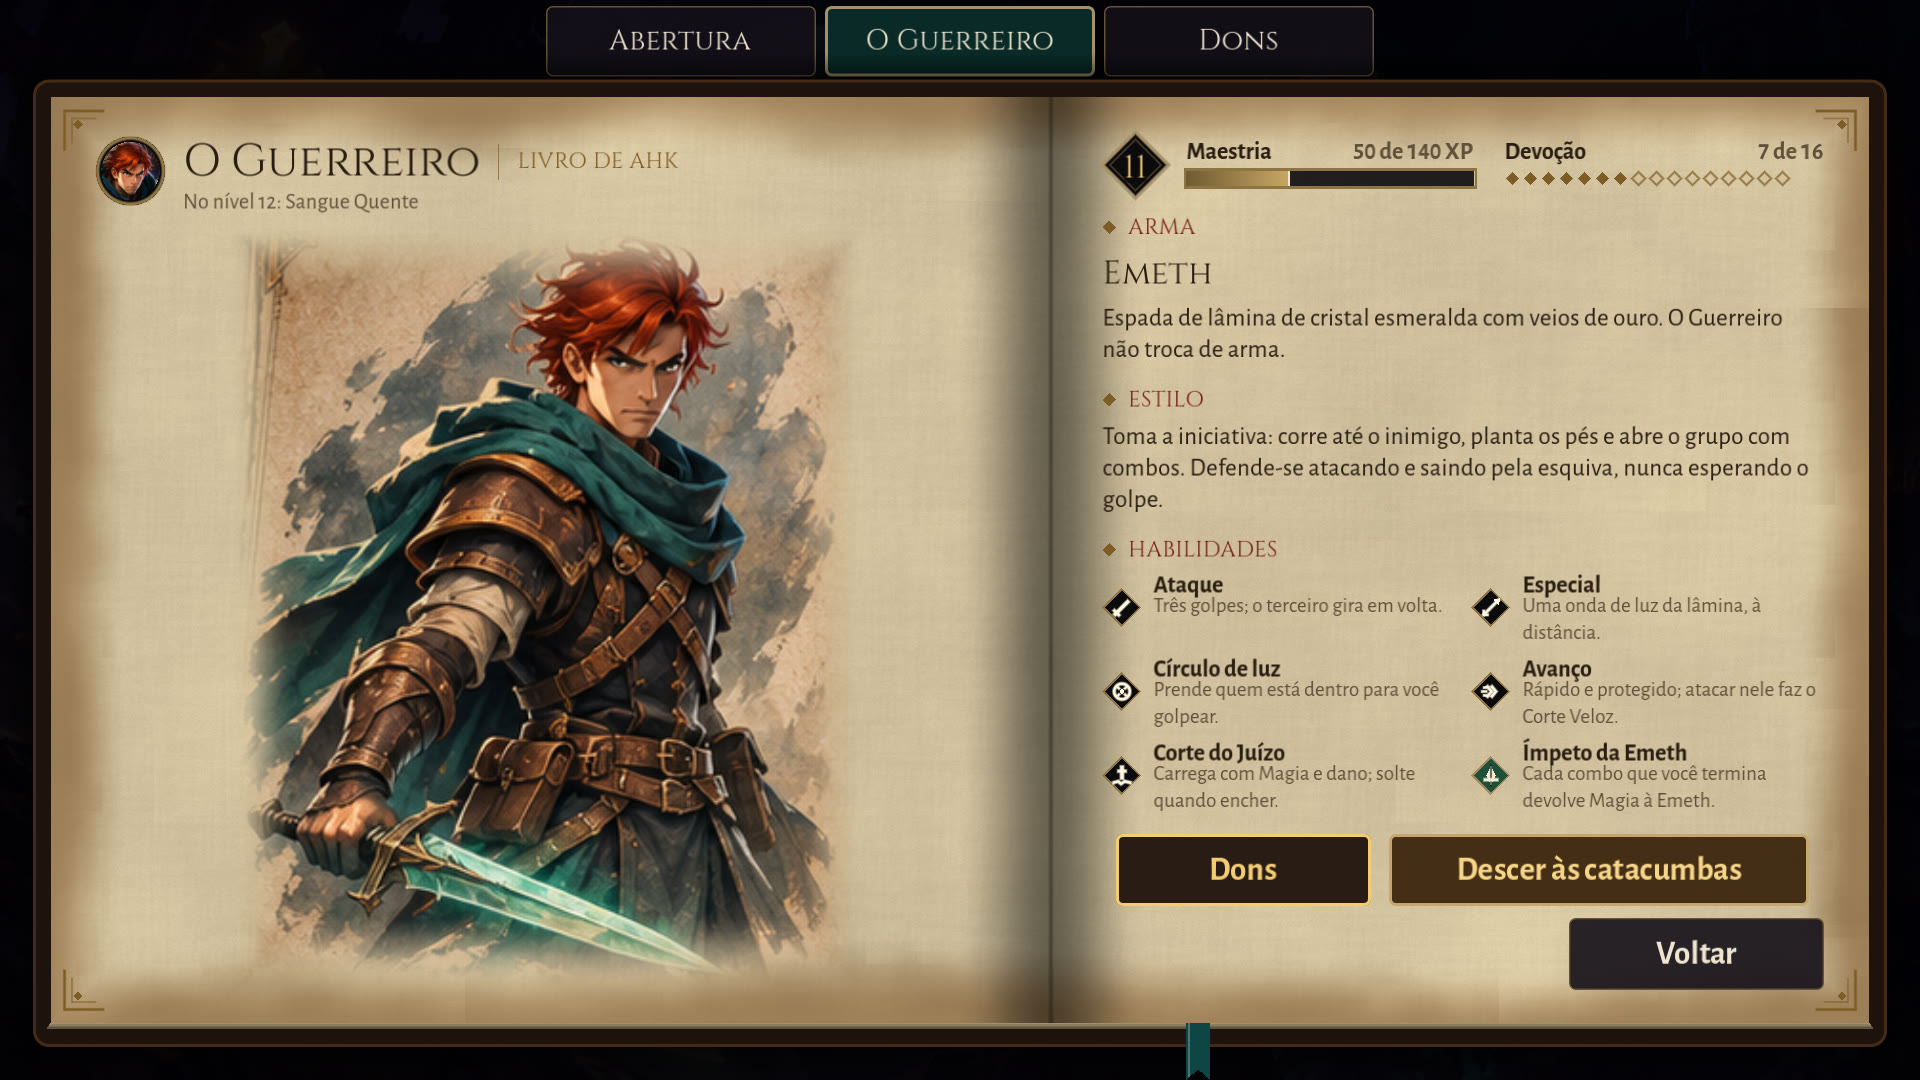 Abertura
O Guerreiro
Dons
O Guerreiro
LIVRO DE AHK
No nível 12: Sangue Quente
11
Maestria
50 de 140 XP
Devoção
7 de 16
ARMA
Emeth
Espada de lâmina de cristal esmeralda com veios de ouro. O Guerreiro
não troca de arma.
ESTILO
Toma a iniciativa: corre até o inimigo, planta os pés e abre o grupo com
combos. Defende-se atacando e saindo pela esquiva, nunca esperando o
golpe.
HABILIDADES
Ataque
Três golpes; o terceiro gira em volta.
Especial
Uma onda de luz da lâmina, à
distância.
Círculo de luz
Prende quem está dentro para você
golpear.
Avanço
Rápido e protegido; atacar nele faz o
Corte Veloz.
Corte do Juízo
Carrega com Magia e dano; solte
quando encher.
Ímpeto da Emeth
Cada combo que você termina
devolve Magia à Emeth.
Dons
Descer às catacumbas
Voltar